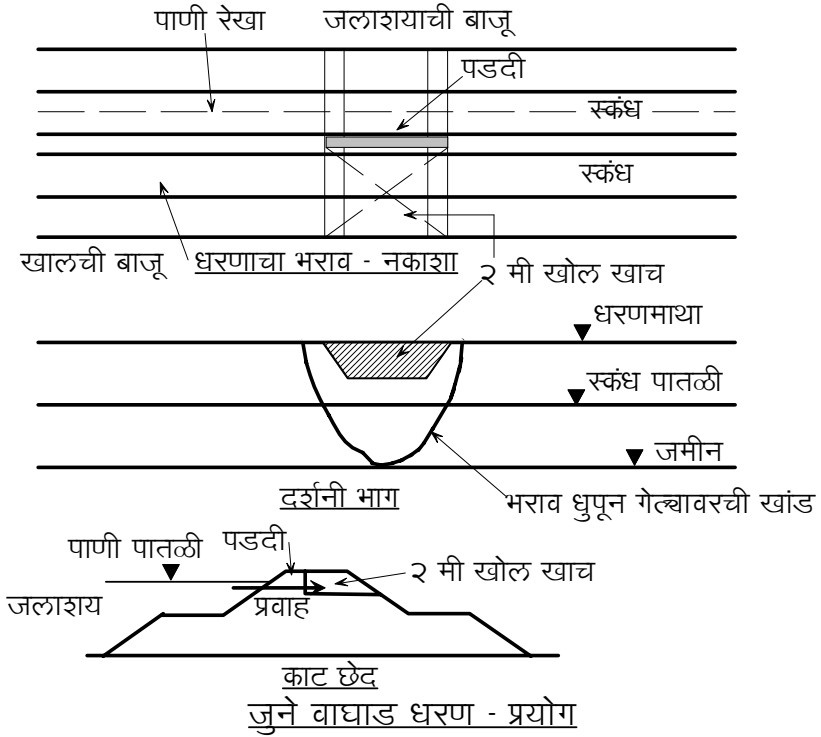 पाणी रेखा
जलाशयाची बाजू
पडदी
स्कंध
स्कंध
खालची बाजू
धरणाचा भराव - नकाशा
२ मी खोल खाच
धरणमाथा
स्कंध पातळी
जमीन
दर्शनी भाग
भराव धुपून गेल्यावरची खांड
पाणी पातळी
पडदी
२ मी खोल खाच
जलाशय
प्रवाह
काट छेद
जुने वाघाड धरण - प्रयोग